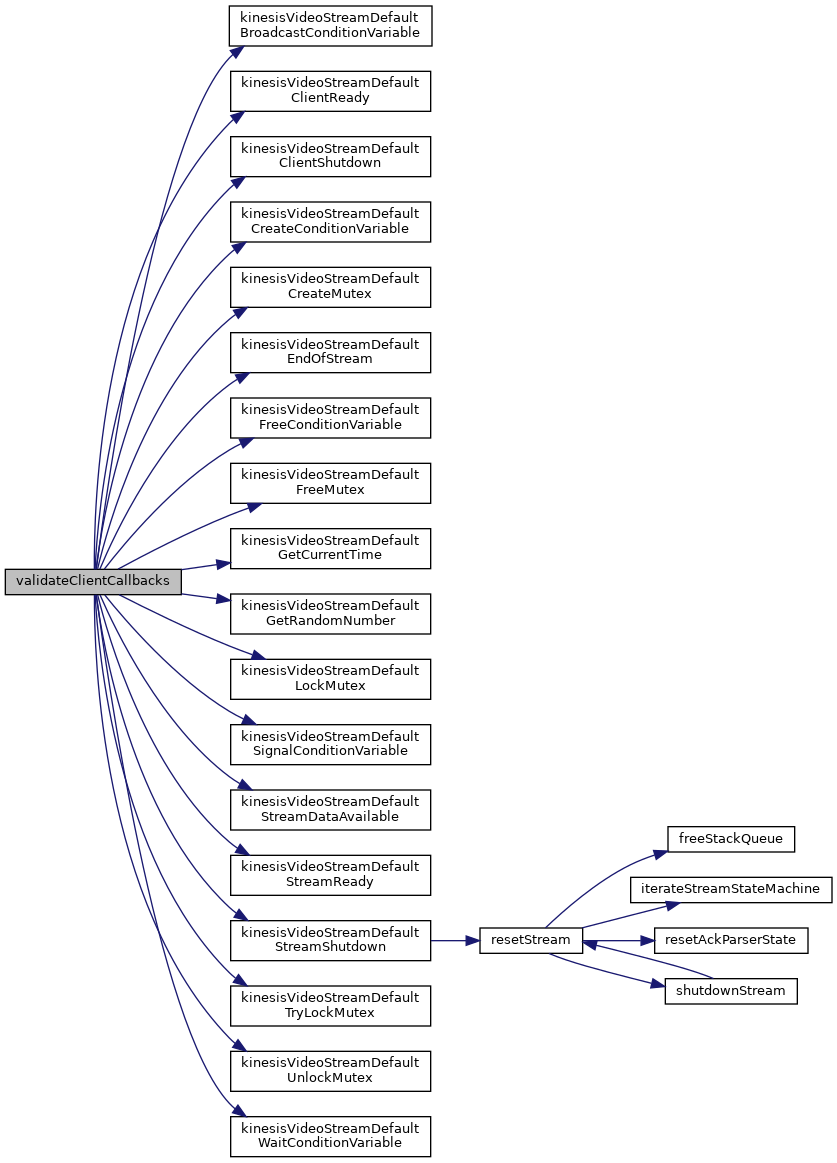 kinesisVideoStreamDefault
BroadcastConditionVariable
kinesisVideoStreamDefault
ClientReady
kinesisVideoStreamDefault
ClientShutdown
kinesisVideoStreamDefault
CreateConditionVariable
kinesisVideoStreamDefault
CreateMutex
kinesisVideoStreamDefault
EndOfStream
kinesisVideoStreamDefault
FreeConditionVariable
kinesisVideoStreamDefault
FreeMutex
kinesisVideoStreamDefault
GetCurrentTime
validateClientCallbacks
kinesisVideoStreamDefault
GetRandomNumber
kinesisVideoStreamDefault
LockMutex
kinesisVideoStreamDefault
SignalConditionVariable
kinesisVideoStreamDefault
StreamDataAvailable
kinesisVideoStreamDefault
StreamReady
kinesisVideoStreamDefault
StreamShutdown
resetStream
freeStackQueue
iterateStreamStateMachine
resetAckParserState
shutdownStream
kinesisVideoStreamDefault
TryLockMutex
kinesisVideoStreamDefault
UnlockMutex
kinesisVideoStreamDefault
WaitConditionVariable